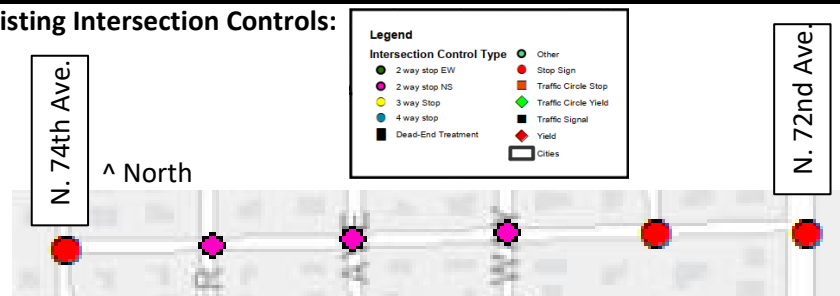 isting Intersection Controls:
Legend
Intersection Control Type
2 way stop EW
2 way stop NS
3 way Stop
4 way stop
Dead-End Treatment
Other
Stop Sign
Traffic Circle Stop
Traffic Circle Yield
Traffic Signal
Yield
Cities
N. 74th Ave.
^ North
N. 72nd Ave.
R
AVE
W